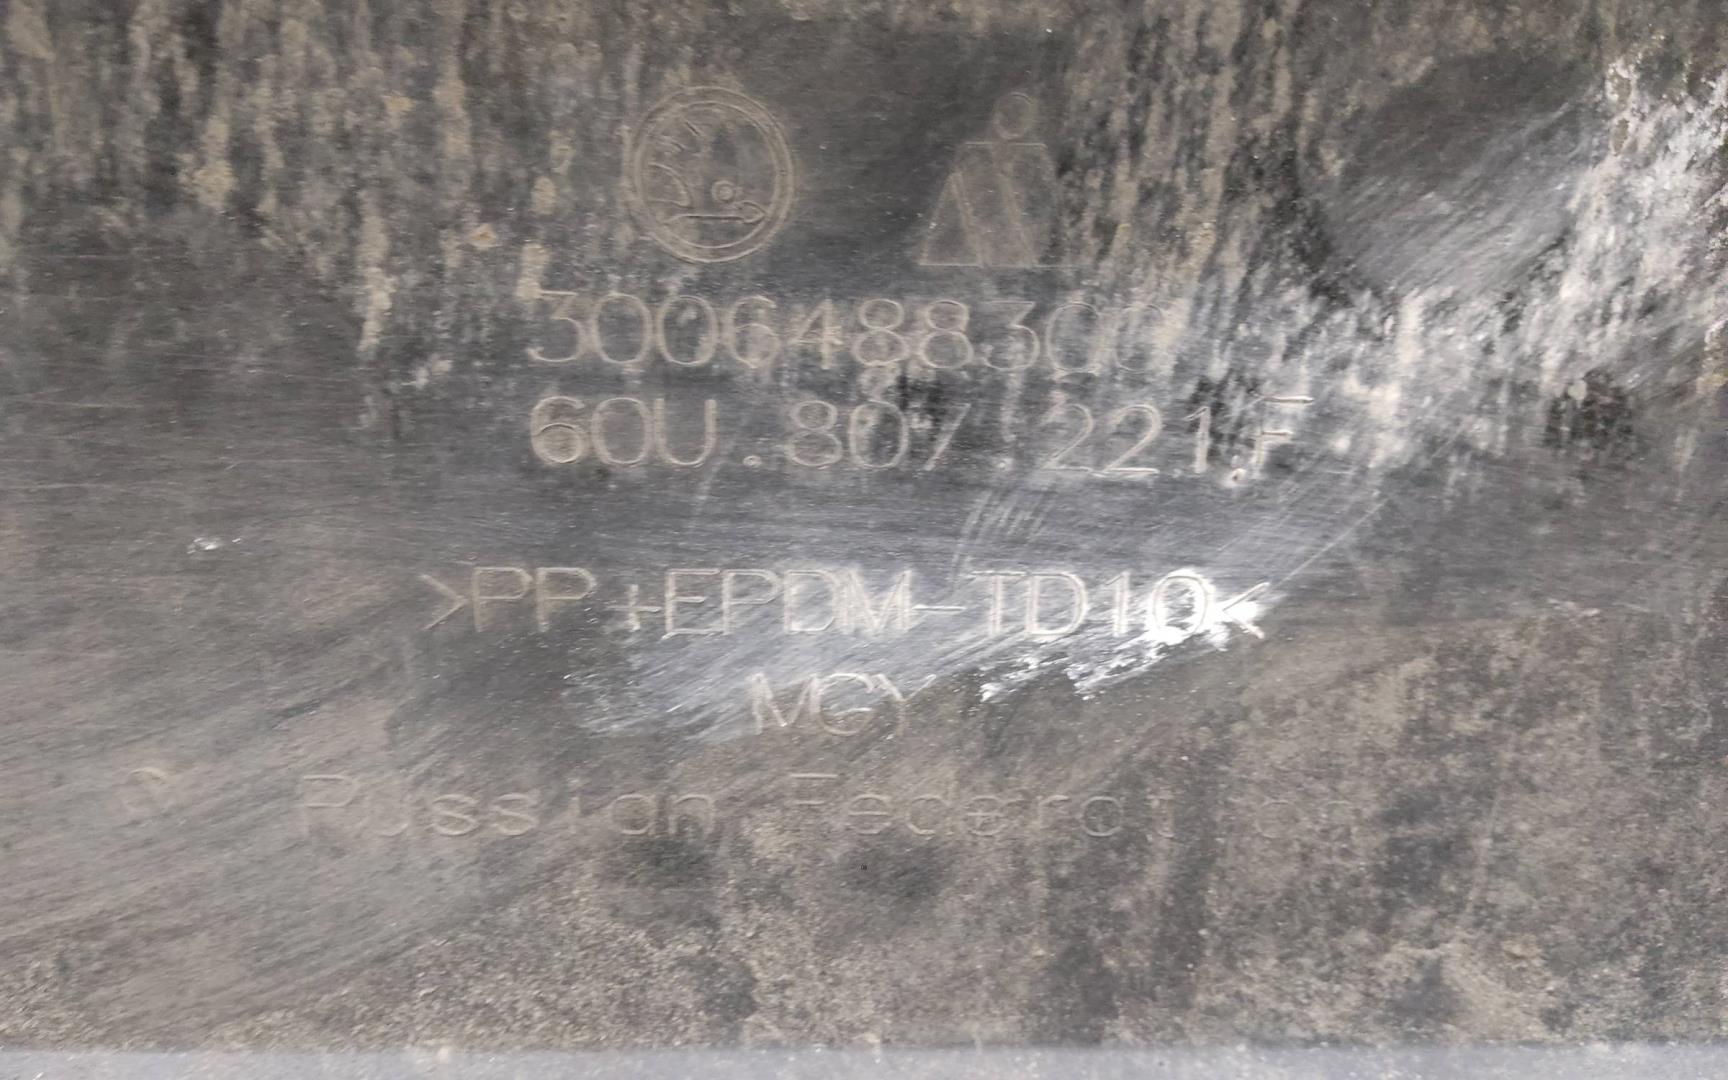 3006488300
60U.807.221.F
>PP+EPDM-TD10<
MCY
Russian Federation